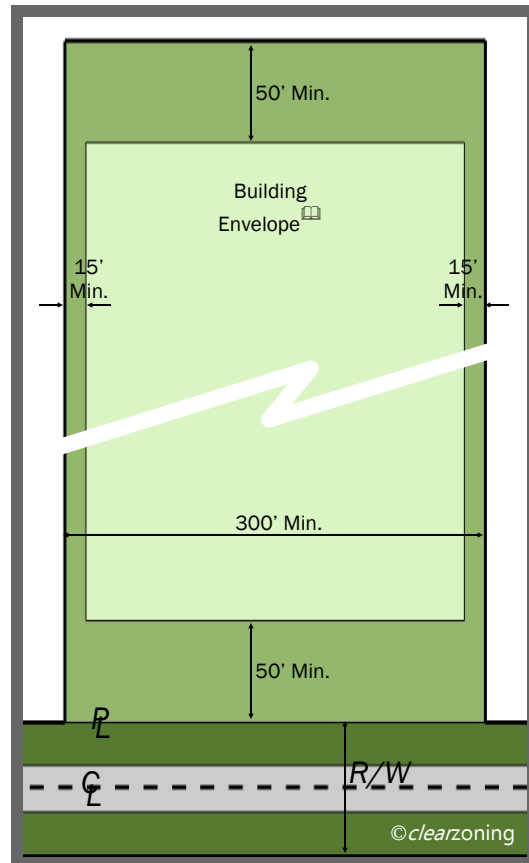 50’ Min.
Building
Envelope
15’
Min.
15’
Min.
300’ Min.
50’ Min.
PL
CL
R/W
©clearzoning